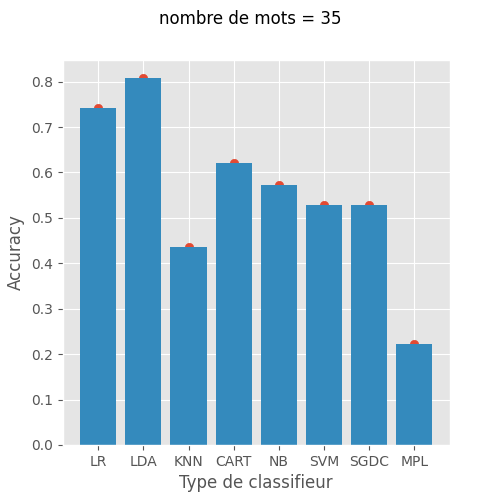 nombre de mots = 35
Accuracy
0.8
0.7
0.6
0.5
0.4
0.3
0.2
0.1
0.0
LR LDA KNN CART NB SVM SGDC MPL
Type de classifieur